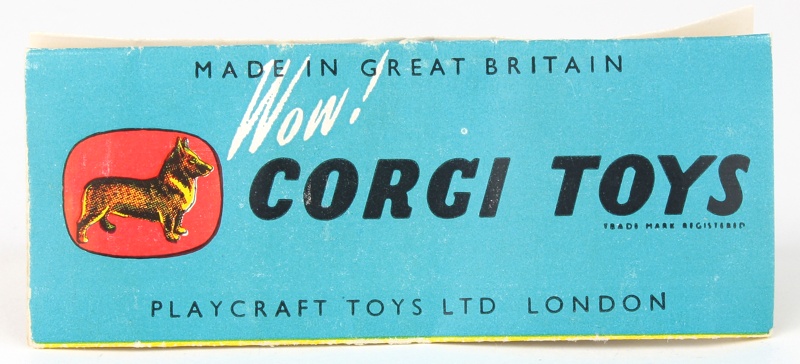 MADE IN GREAT BRITAIN
Wow!
CORGI TOYS
TRADE MARK REGISTERED
PLAYCRAFT TOYS LTD LONDON